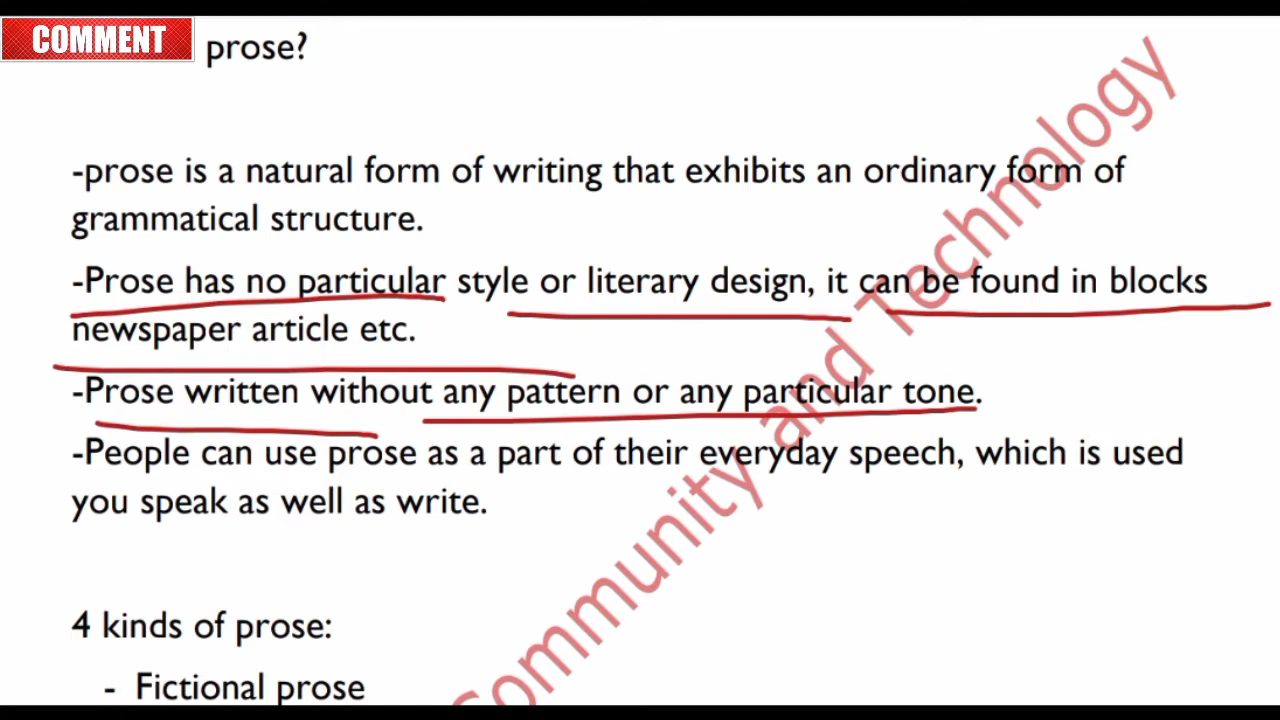 COMMENT
prose?
-prose is a natural form of writing that exhibits an ordinary form of
grammatical structure.
-Prose has no particular style or literary design, it can be found in blocks
newspaper article etc.
-Prose written without any pattern or any particular tone.
-People can use prose as a part of their everyday speech, which is used
you speak as well as write.
4 kinds of prose:
- Fictional prose
ommunity and Technology